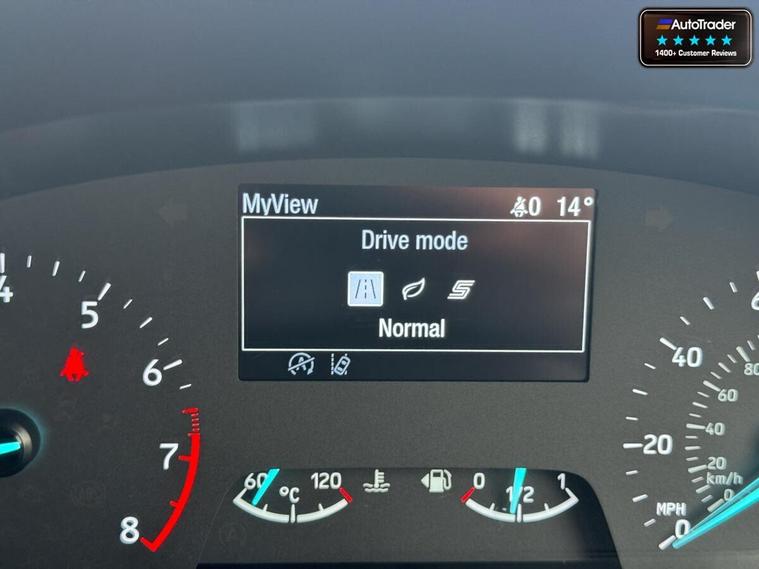 AutoTrader
1400+ Customer Reviews
MyView
0 14°
Drive mode
Normal
4
5
6
7
8
60 120
°C
0 1/2 1
40
20
MPH
0
80
60
40
20
km/h
0